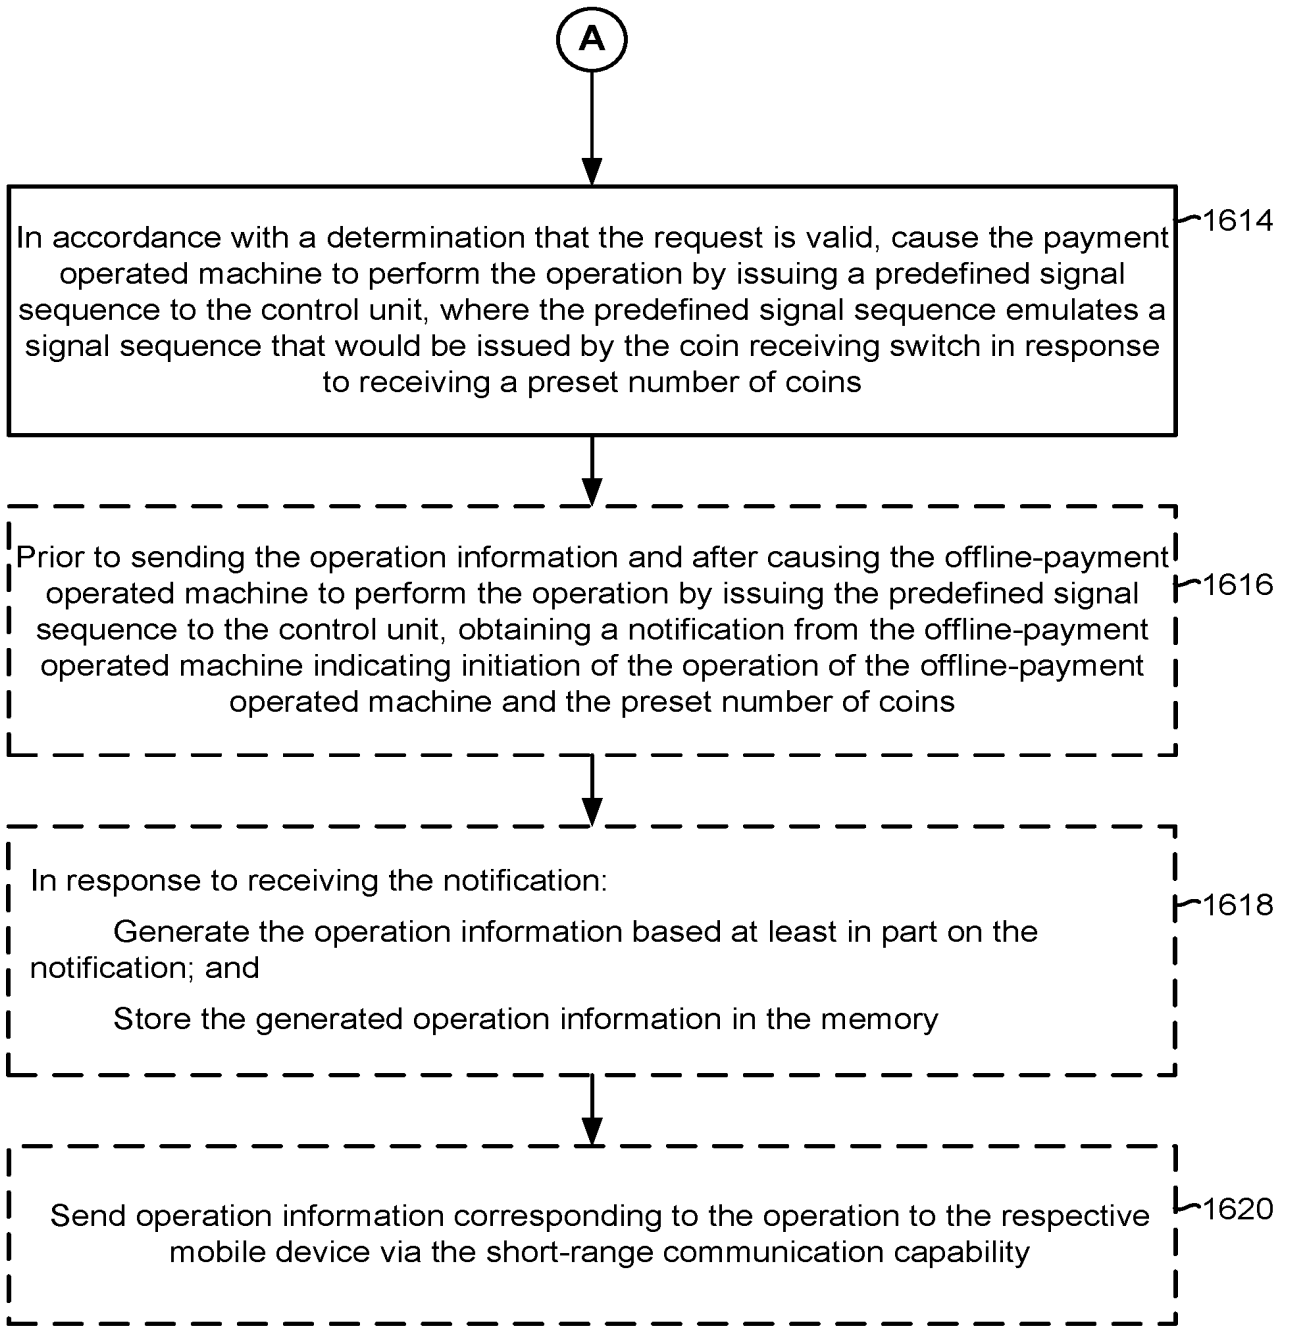 A
In accordance with a determination that the request is valid, cause the payment
operated machine to perform the operation by issuing a predefined signal
sequence to the control unit, where the predefined signal sequence emulates a
signal sequence that would be issued by the coin receiving switch in response
to receiving a preset number of coins
1614
Prior to sending the operation information and after causing the offline-payment
operated machine to perform the operation by issuing the predefined signal
sequence to the control unit, obtaining a notification from the offline-payment
operated machine indicating initiation of the operation of the offline-payment
operated machine and the preset number of coins
1616
In response to receiving the notification:
Generate the operation information based at least in part on the
notification; and
Store the generated operation information in the memory
1618
Send operation information corresponding to the operation to the respective
mobile device via the short-range communication capability
1620